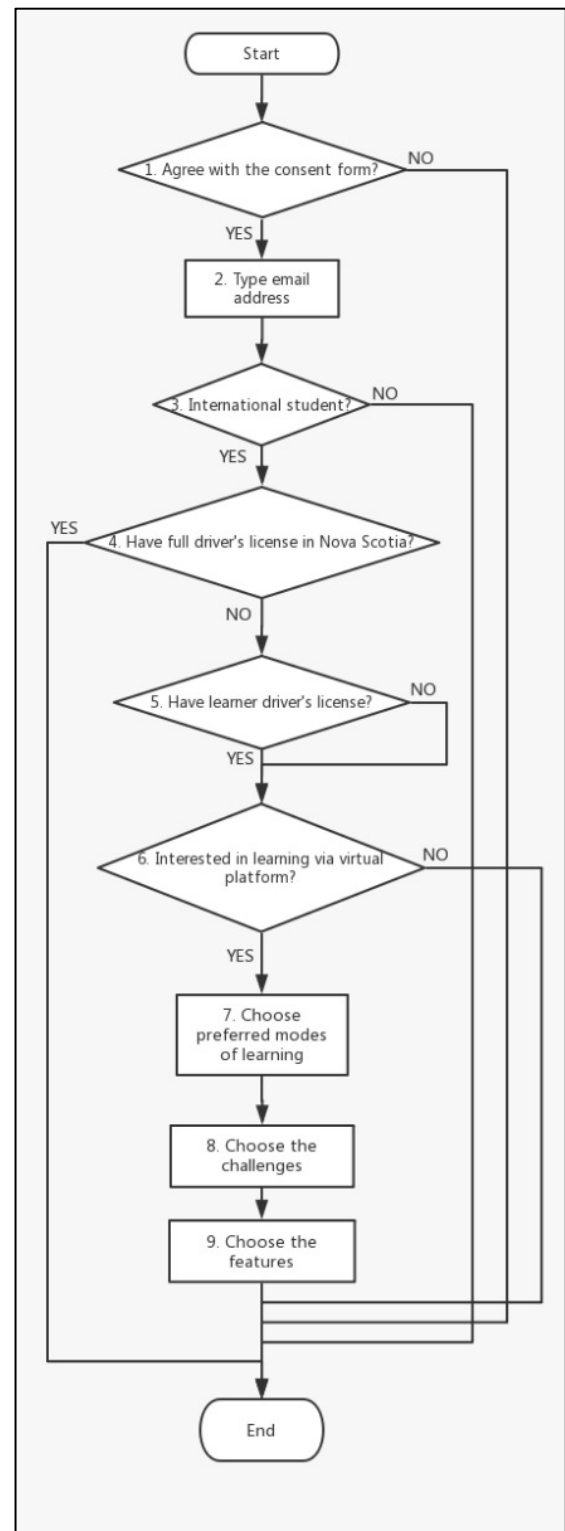 Start
1. Agree with the consent form?
NO
YES
2. Type email
address
3. International student?
NO
YES
YES
4. Have full driver's license in Nova Scotia?
NO
5. Have learner driver's license?
NO
YES
6. Interested in learning via virtual
platform?
NO
YES
7. Choose
preferred modes
of learning
8. Choose the
challenges
9. Choose the
features
End